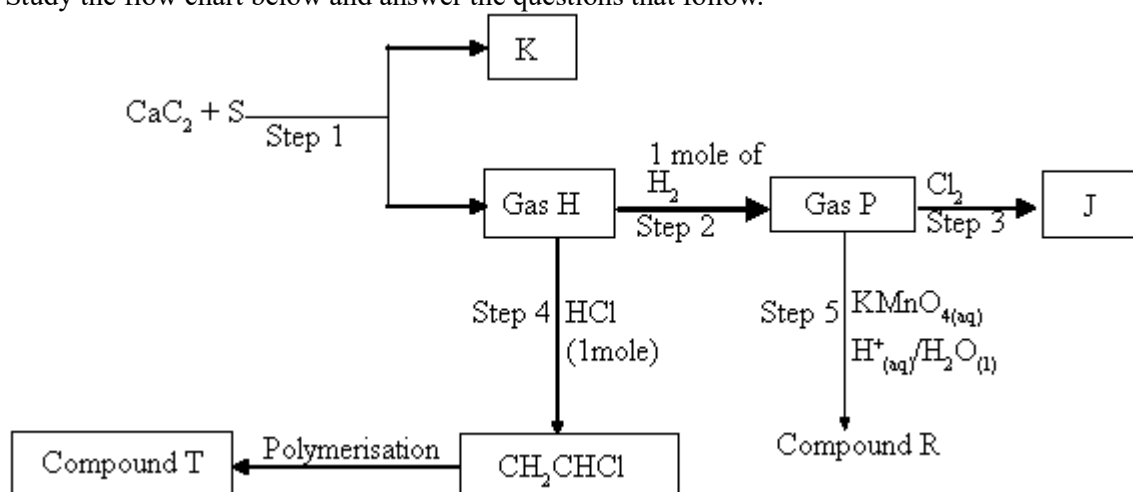 Study the flow chart below and answer the questions that follow.
K
CaC₂ + S
Step 1
1 mole of
H₂
Cl₂
Gas H
Gas P
J
Step 2
Step 3
Step 4
HCl
(1mole)
Step 5
KMnO₄(aq)
H⁺(aq)/H₂O(l)
Compound T
Polymerisation
CH₂CHCl
Compound R